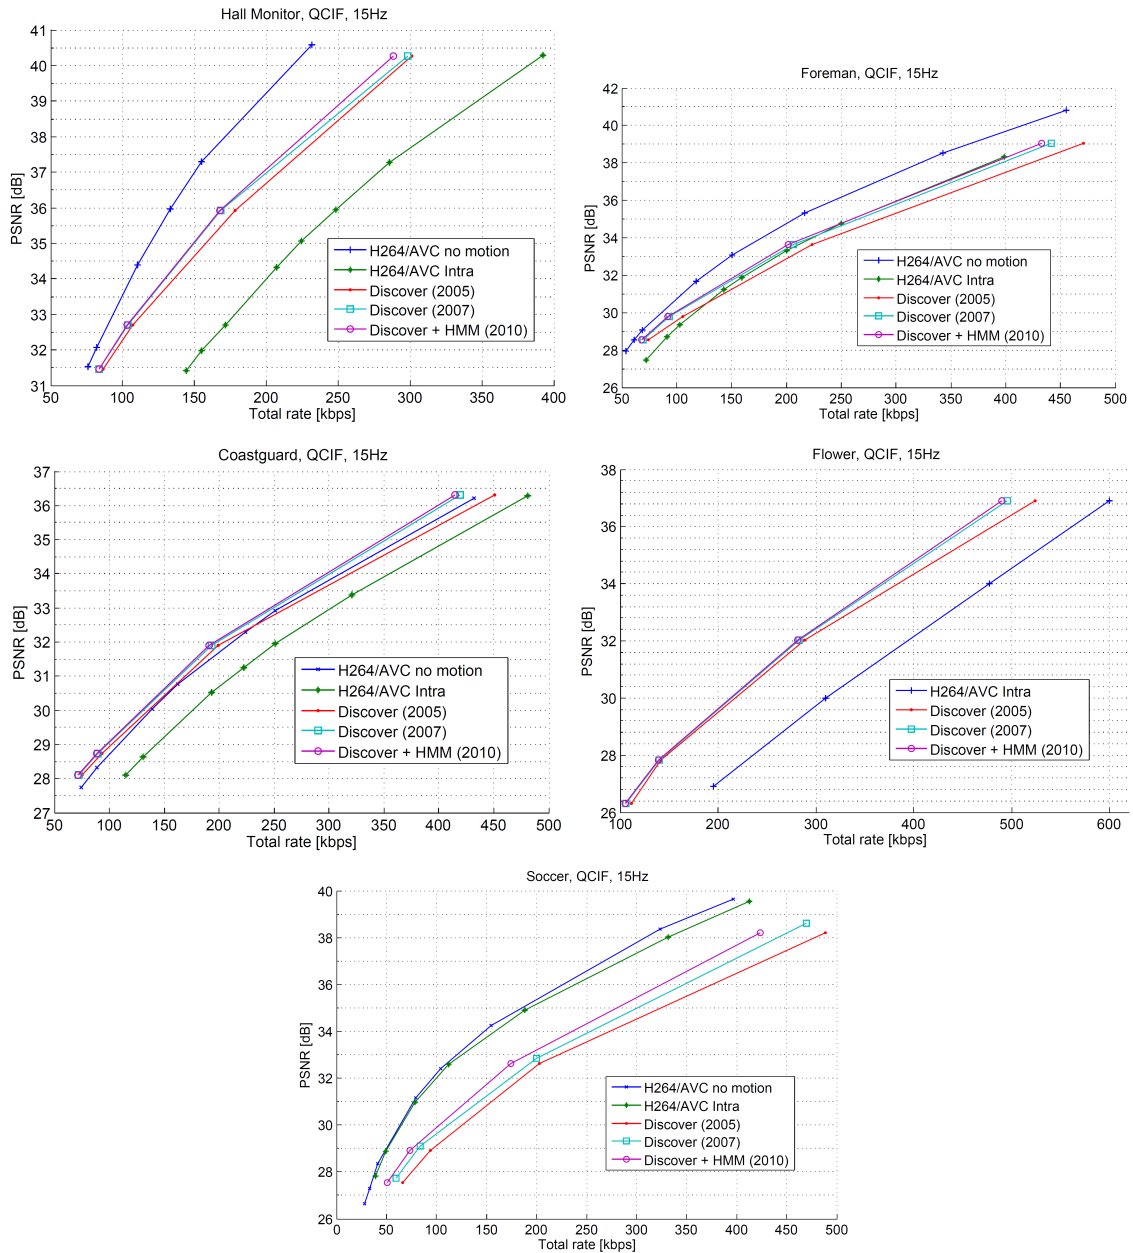 Hall Monitor, QCIF, 15Hz
41
40
39
38
37
36
35
34
33
32
31
PSNR [dB]
H264/AVC no motion
H264/AVC Intra
Discover (2005)
Discover (2007)
Discover + HMM (2010)
50 100 150 200 250 300 350 400
Total rate [kbps]
Foreman, QCIF, 15Hz
42
40
38
36
34
32
30
28
26
PSNR [dB]
H264/AVC no motion
H264/AVC Intra
Discover (2005)
Discover (2007)
Discover + HMM (2010)
50 100 150 200 250 300 350 400 450 500
Total rate [kbps]
Coastguard, QCIF, 15Hz
37
36
35
34
33
32
31
30
29
28
27
PSNR [dB]
H264/AVC no motion
H264/AVC Intra
Discover (2005)
Discover (2007)
Discover + HMM (2010)
50 100 150 200 250 300 350 400 450 500
Total rate [kbps]
Flower, QCIF, 15Hz
38
36
34
32
30
28
26
PSNR [dB]
H264/AVC Intra
Discover (2005)
Discover (2007)
Discover + HMM (2010)
100 200 300 400 500 600
Total rate [kbps]
Soccer, QCIF, 15Hz
40
38
36
34
32
30
28
26
PSNR [dB]
H264/AVC no motion
H264/AVC Intra
Discover (2005)
Discover (2007)
Discover + HMM (2010)
0 50 100 150 200 250 300 350 400 450 500
Total rate [kbps]